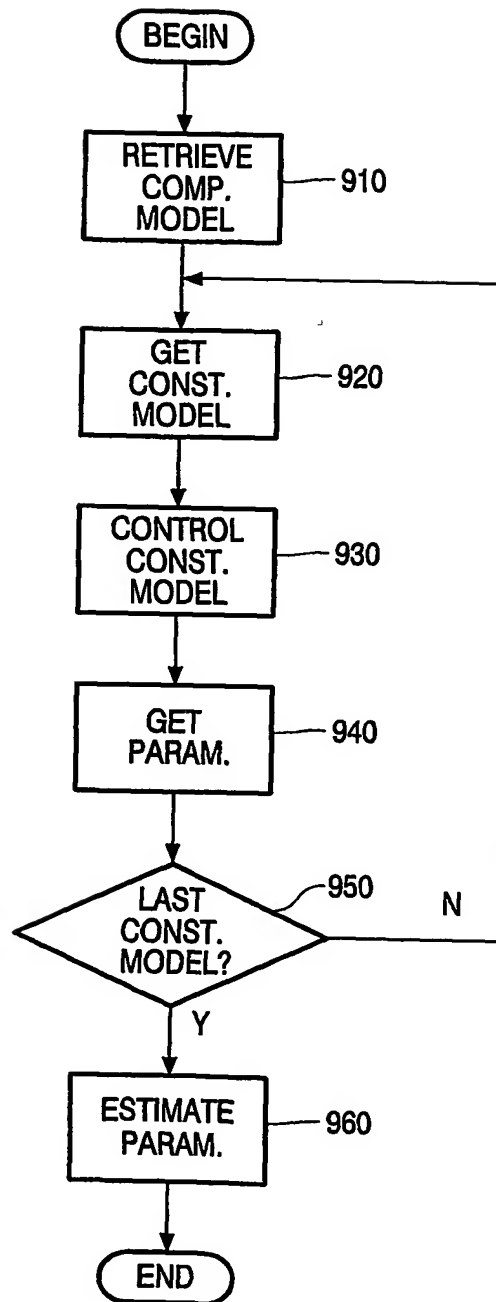 BEGIN
RETRIEVE
COMP.
MODEL
910
GET
CONST.
MODEL
920
CONTROL
CONST.
MODEL
930
GET
PARAM.
940
LAST
CONST.
MODEL?
950
N
Y
ESTIMATE
PARAM.
960
END